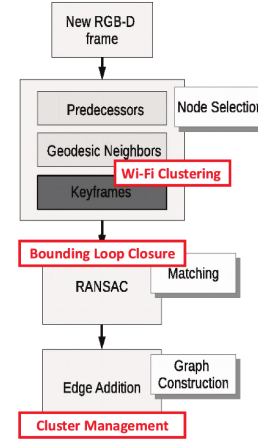 New RGB-D
frame
Predecessors
Node Selection
Geodesic Neighbors
Wi-Fi Clustering
Keyframes
Bounding Loop Closure
RANSAC
Matching
Edge Addition
Graph
Construction
Cluster Management